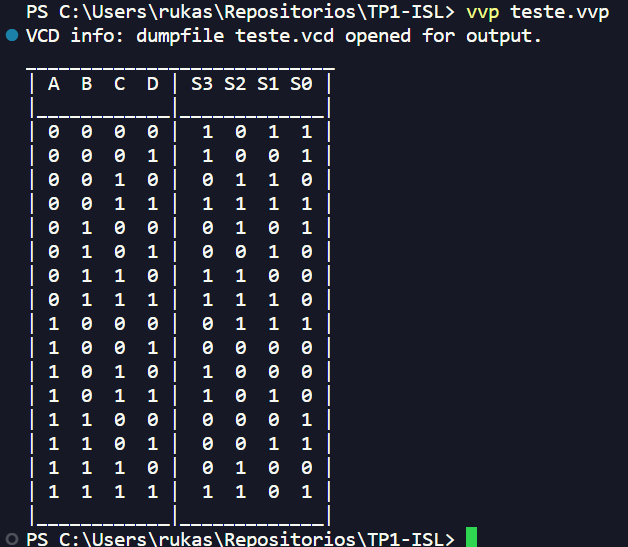 PS C:\Users\rukas\Repositorios\TP1-ISL> vvp teste.vvp
VCD info: dumpfile teste.vcd opened for output.
____________________________
| A  B  C  D | S3 S2 S1 S0 |
|____________|_____________|
| 0  0  0  0 |  1  0  1  1 |
| 0  0  0  1 |  1  0  0  1 |
| 0  0  1  0 |  0  1  1  0 |
| 0  0  1  1 |  1  1  1  1 |
| 0  1  0  0 |  0  1  0  1 |
| 0  1  0  1 |  0  0  1  0 |
| 0  1  1  0 |  1  1  0  0 |
| 0  1  1  1 |  1  1  1  0 |
| 1  0  0  0 |  0  1  1  1 |
| 1  0  0  1 |  0  0  0  0 |
| 1  0  1  0 |  1  0  0  0 |
| 1  0  1  1 |  1  0  1  0 |
| 1  1  0  0 |  0  0  0  1 |
| 1  1  0  1 |  0  0  1  1 |
| 1  1  1  0 |  0  1  0  0 |
| 1  1  1  1 |  1  1  0  1 |
|____________|_____________|
PS C:\Users\rukas\Repositorios\TP1-ISL>